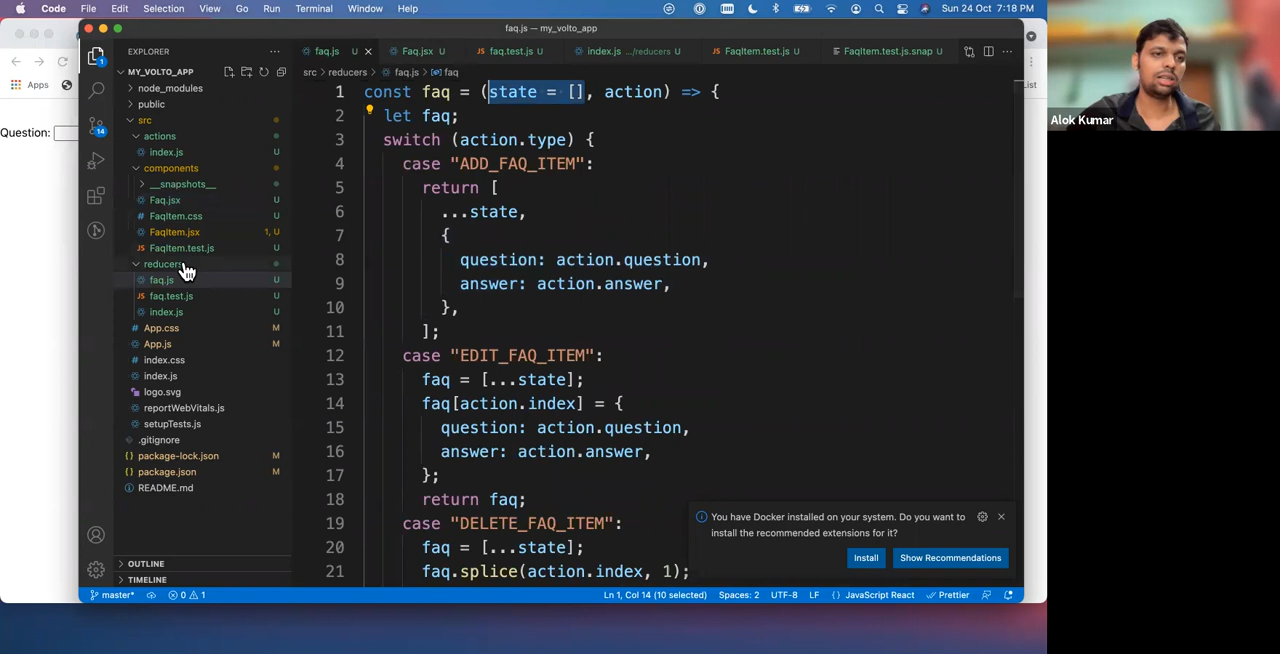 Code File Edit Selection View Go Run Terminal Window Help Sun 24 Oct 7:18 PM
faq.js — my_volto_app
Apps
List
Question:
EXPLORER
MY_VOLTO_APP
node_modules
public
src
actions
index.js U
components
__snapshots__
Faq.jsx U
FaqItem.css U
FaqItem.jsx 1, U
JS FaqItem.test.js U
reducers
faq.js U
JS faq.test.js U
index.js U
App.css M
App.js M
index.css
index.js
logo.svg
reportWebVitals.js
setupTests.js
.gitignore
package-lock.json M
package.json M
README.md
OUTLINE
TIMELINE
faq.js U Faq.jsx U JS faq.test.js U index.js .../reducers U JS FaqItem.test.js U FaqItem.test.js.snap U
src > reducers > faq.js > faq
1 const faq = (state = [], action) => {
2 let faq;
3 switch (action.type) {
4 case "ADD_FAQ_ITEM":
5 return [
6 ...state,
7 {
8 question: action.question,
9 answer: action.answer,
10 },
11 ];
12 case "EDIT_FAQ_ITEM":
13 faq = [...state];
14 faq[action.index] = {
15 question: action.question,
16 answer: action.answer,
17 };
18 return faq;
19 case "DELETE_FAQ_ITEM":
20 faq = [...state];
21 faq.splice(action.index, 1);
You have Docker installed on your system. Do you want to
install the recommended extensions for it?
Install Show Recommendations
1
14
master* 0 1 Ln 1, Col 14 (10 selected) Spaces: 2 UTF-8 LF JavaScript React Prettier
Alok Kumar